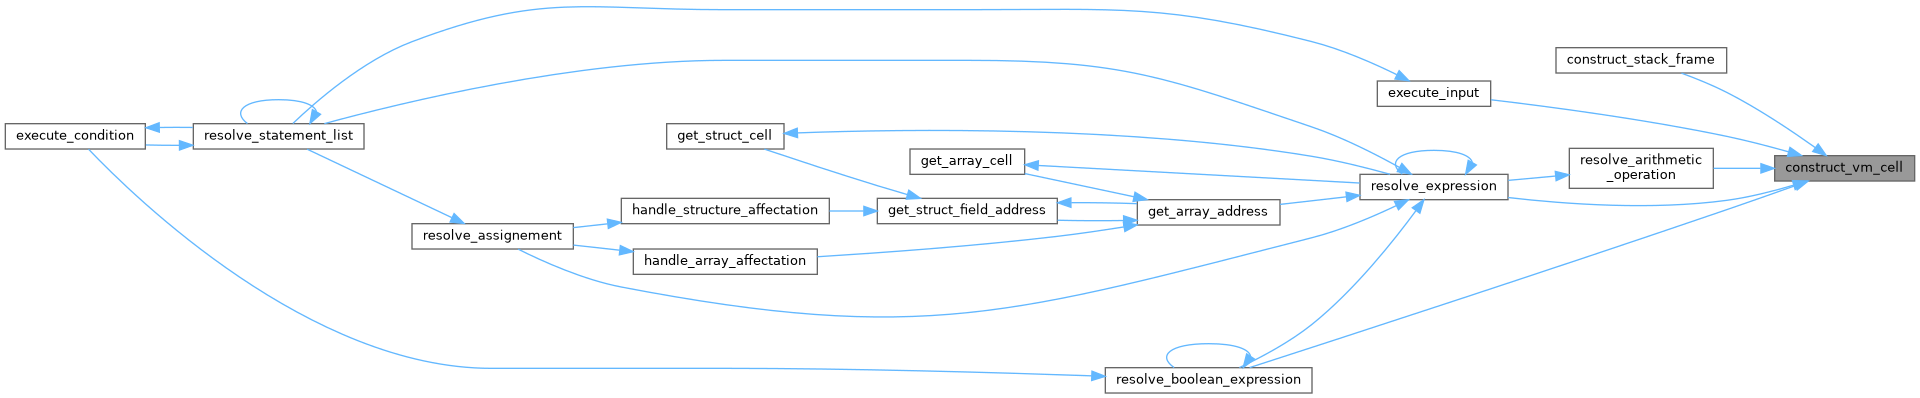 construct_stack_frame
execute_input
execute_condition
resolve_statement_list
get_struct_cell
get_array_cell
resolve_arithmetic
_operation
construct_vm_cell
resolve_expression
handle_structure_affectation
get_struct_field_address
get_array_address
resolve_assignement
handle_array_affectation
resolve_boolean_expression